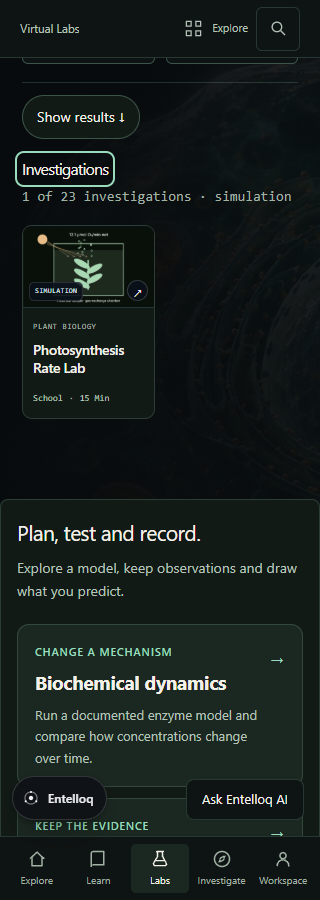 Virtual Labs
Explore
Show results ↓
Investigations
1 of 23 investigations · simulation
SIMULATION
↗
PLANT BIOLOGY
Photosynthesis
Rate Lab
School · 15 Min
Plan, test and record.
Explore a model, keep observations and draw
what you predict.
CHANGE A MECHANISM
→
Biochemical dynamics
Run a documented enzyme model and
compare how concentrations change
over time.
Entelloq
Ask Entelloq AI
KEEP THE EVIDENCE
→
Explore
Learn
Labs
Investigate
Workspace